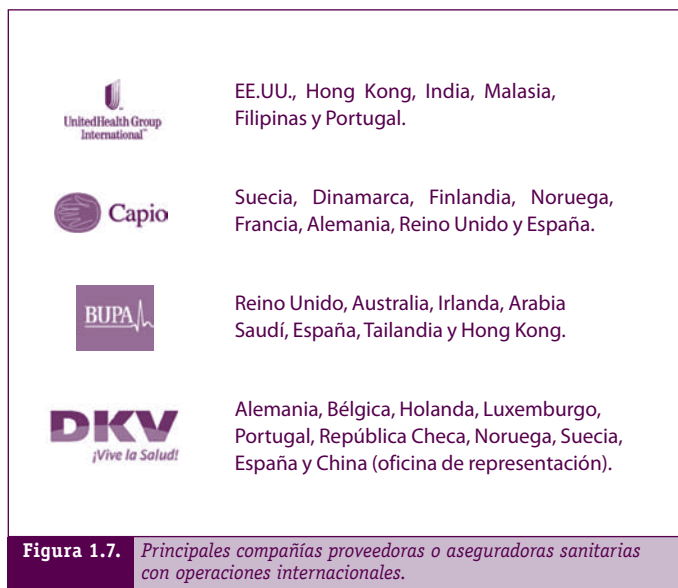 UnitedHealth Group
International™
EE.UU., Hong Kong, India, Malasia,
Filipinas y Portugal.
Capio
Suecia, Dinamarca, Finlandia, Noruega,
Francia, Alemania, Reino Unido y España.
BUPA
Reino Unido, Australia, Irlanda, Arabia
Saudí, España, Tailandia y Hong Kong.
DKV
¡Vive la Salud!
Alemania, Bélgica, Holanda, Luxemburgo,
Portugal, República Checa, Noruega, Suecia,
España y China (oficina de representación).
Figura 1.7. Principales compañías proveedoras o aseguradoras sanitarias
con operaciones internacionales.